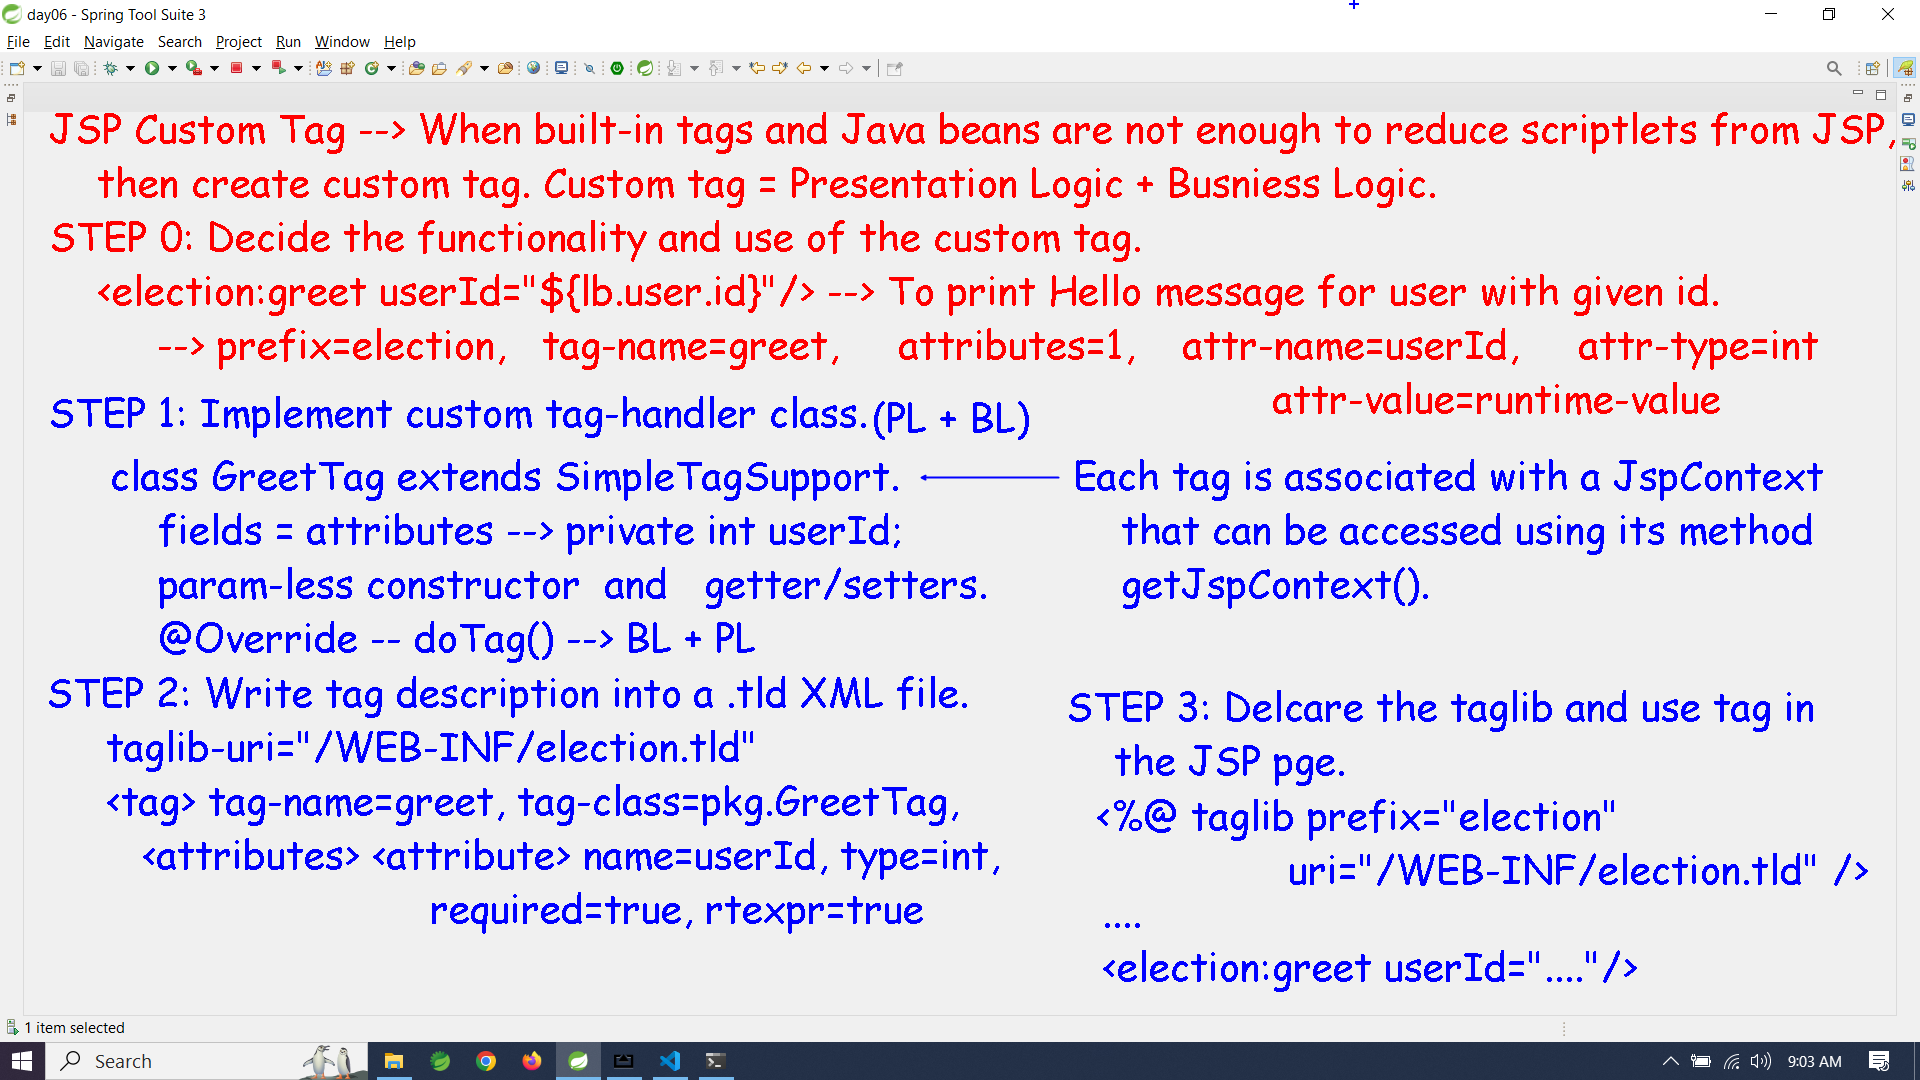 day06 - Spring Tool Suite 3
File Edit Navigate Search Project Run Window Help
JSP Custom Tag --> When built-in tags and Java beans are not enough to reduce scriptlets from JSP,
then create custom tag. Custom tag = Presentation Logic + Busniess Logic.
STEP 0: Decide the functionality and use of the custom tag.
<election:greet userId="${lb.user.id}"/> --> To print Hello message for user with given id.
--> prefix=election, tag-name=greet, attributes=1, attr-name=userId, attr-type=int
attr-value=runtime-value
STEP 1: Implement custom tag-handler class. (PL + BL)
class GreetTag extends SimpleTagSupport.
fields = attributes --> private int userId;
param-less constructor and getter/setters.
@Override -- doTag() --> BL + PL
Each tag is associated with a JspContext
that can be accessed using its method
getJspContext().
STEP 2: Write tag description into a .tld XML file.
taglib-uri="/WEB-INF/election.tld"
<tag> tag-name=greet, tag-class=pkg.GreetTag,
<attributes> <attribute> name=userId, type=int,
required=true, rtexpr=true
STEP 3: Delcare the taglib and use tag in
the JSP pge.
<%@ taglib prefix="election"
uri="/WEB-INF/election.tld" />
....
<election:greet userId="...."/>
1 item selected
Search
9:03 AM